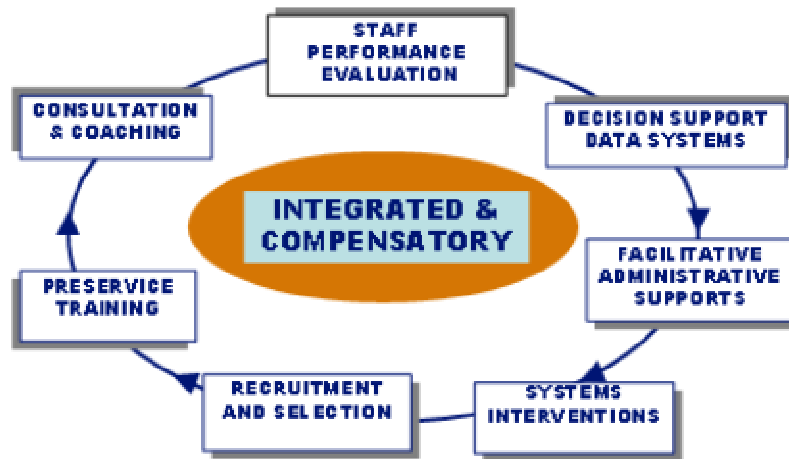 STAFF
PERFORMANCE
EVALUATION
CONSULTATION
& COACHING
DECISION SUPPORT
DATA SYSTEMS
INTEGRATED &
COMPENSATORY
FACILITATIVE
ADMINISTRATIVE
SUPPORTS
PRESERVICE
TRAINING
RECRUITMENT
AND SELECTION
SYSTEMS
INTERVENTIONS